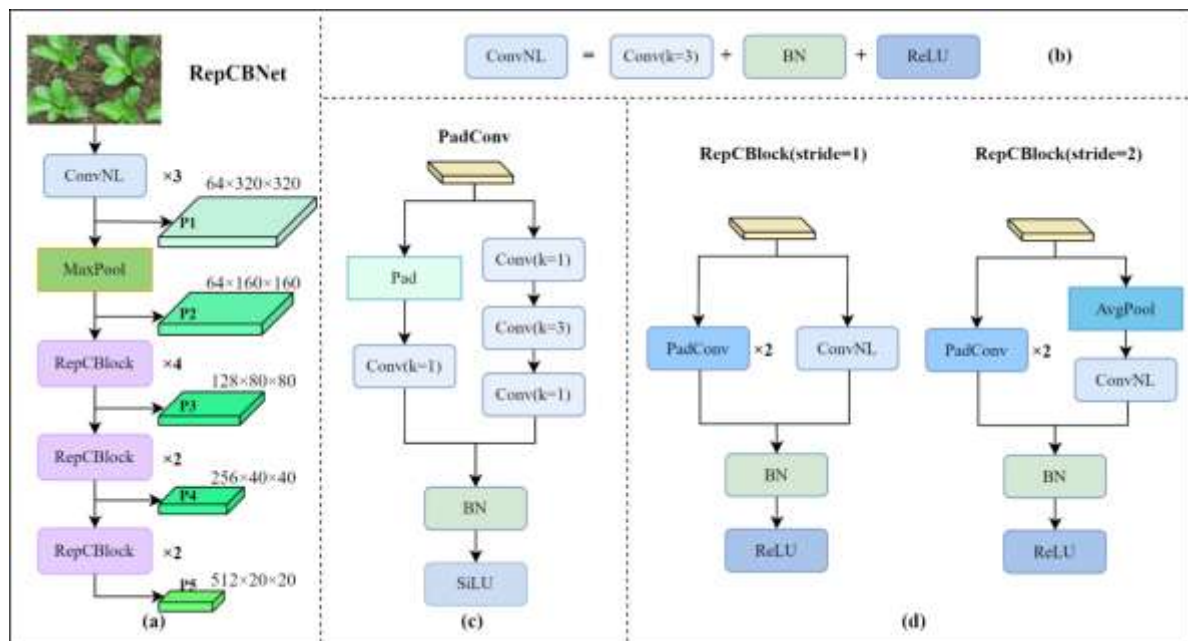 RepCBNet
ConvNL ×3
64×320×320
P1
MaxPool
64×160×160
P2
RepCBlock ×4
128×80×80
P3
RepCBlock ×2
256×40×40
P4
RepCBlock ×2
P5 512×20×20
(a)
ConvNL = Conv(k=3) + BN + ReLU (b)
PadConv
Pad
Conv(k=1)
Conv(k=1)
Conv(k=3)
Conv(k=1)
BN
SiLU
(c)
RepCBlock(stride=1)
PadConv ×2 ConvNL
BN
ReLU
RepCBlock(stride=2)
AvgPool
PadConv ×2
ConvNL
BN
ReLU
(d)